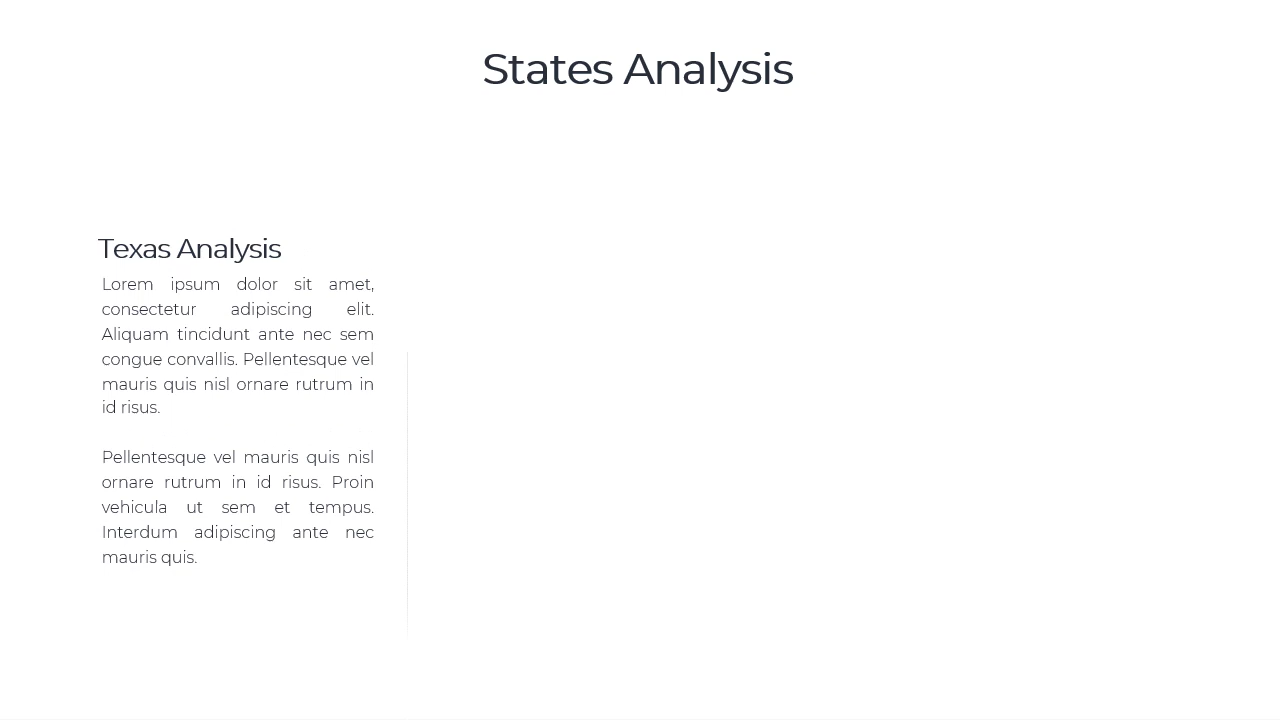 States Analysis
Texas Analysis
Lorem ipsum dolor sit amet,
consectetur adipiscing elit.
Aliquam tincidunt ante nec sem
congue convallis. Pellentesque vel
mauris quis nisl ornare rutrum in
id risus.
Pellentesque vel mauris quis nisl
ornare rutrum in id risus. Proin
vehicula ut sem et tempus.
Interdum adipiscing ante nec
mauris quis.